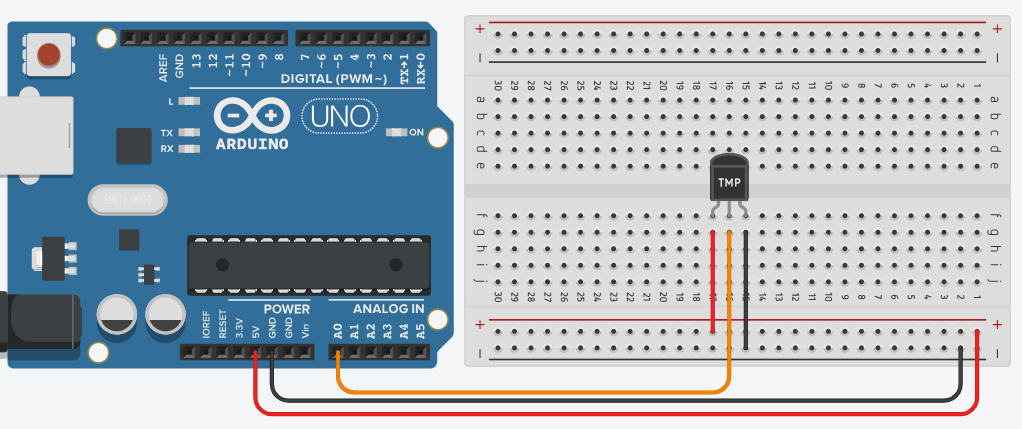 + +
– –
AREF GND 13 12 ~11 ~10 ~9 8 7 ~6 ~5 4 ~3 2 TX→1 RX←0
DIGITAL (PWM ~)
L
TX
RX
UNO
ON
ARDUINO
30 29 28 27 26 25 24 23 22 21 20 19 18 17 16 15 14 13 12 11 10 9 8 7 6 5 4 3 2 1
a a
b b
c c
d d
e e
TMP
SPK16.000G
f f
g g
h h
i i
j j
30 29 28 27 26 25 24 23 22 21 20 19 18 17 16 15 14 13 12 11 10 9 8 7 6 5 4 3 2 1
POWER ANALOG IN
IOREF RESET 3.3V 5V GND GND Vin A0 A1 A2 A3 A4 A5
+ +
– –